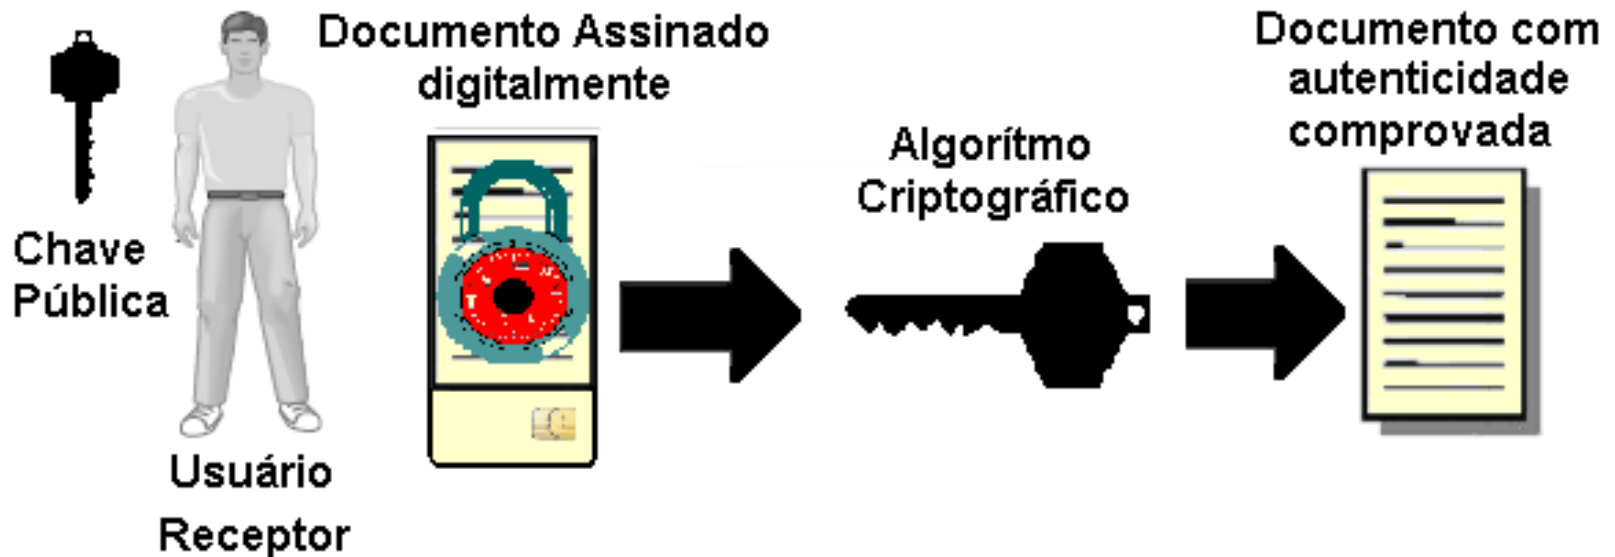 Chave
Pública
Usuário
Receptor
Documento Assinado
digitalmente
Algorítmo
Criptográfico
Documento com
autenticidade
comprovada